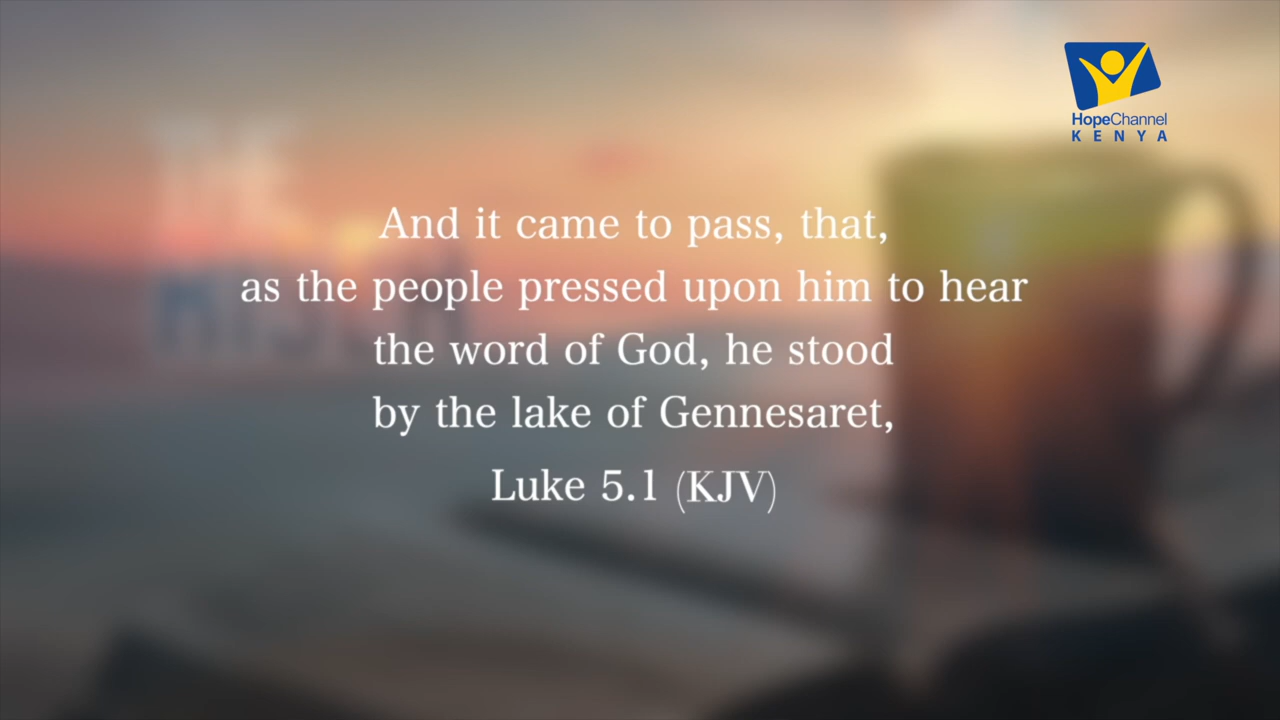 HopeChannel
KENYA
And it came to pass, that,
as the people pressed upon him to hear
the word of God, he stood
by the lake of Gennesaret,
Luke 5.1 (KJV)